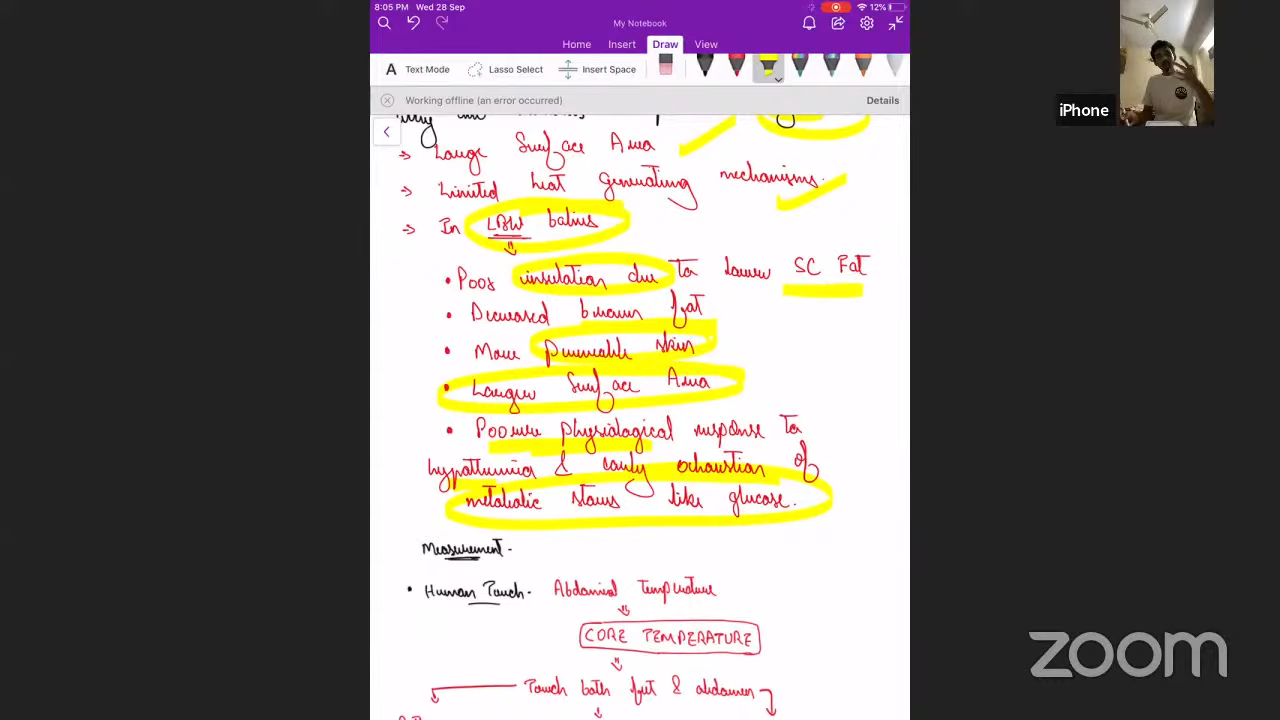 8:05 PM Wed 28 Sep
12%
My Notebook
Home Insert Draw View
A Text Mode Lasso Select Insert Space
Working offline (an error occurred) Details
iPhone
→ Large Surface Area
→ Limited heat generating mechanisms.
→ In LBW babies
• Poor insulation due to lower SC Fat
• Decreased brown fat
• More permeable skin
• Larger Surface Area
• Poorer physiological response to
hypothermia & early exhaustion of
metabolic stores like glucose.
Measurement -
• Human Touch - Abdominal Temperature
CORE TEMPERATURE
Touch both feet & abdomen
zoom